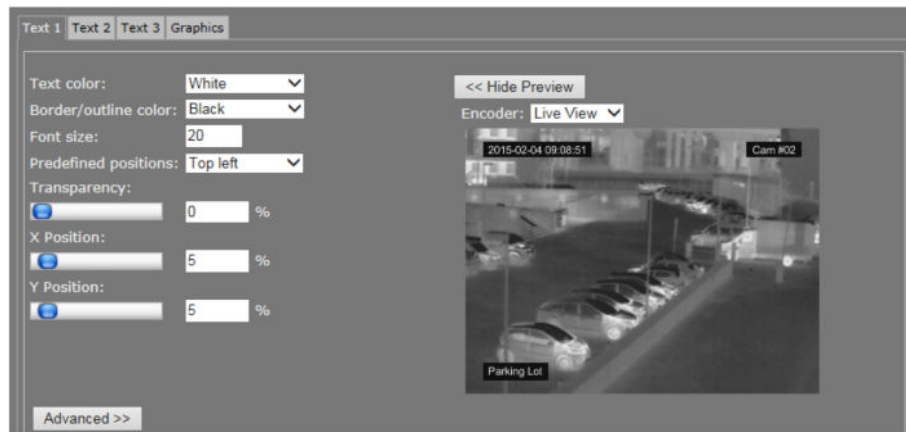 Text 1 Text 2 Text 3 Graphics
Text color: White
Border/outline color: Black
Font size: 20
Predefined positions: Top left
Transparency:
0 %
X Position:
5 %
Y Position:
5 %
Advanced >>
<< Hide Preview
Encoder: Live View
2015-02-04 09:08:51 Cam #02
Parking Lot